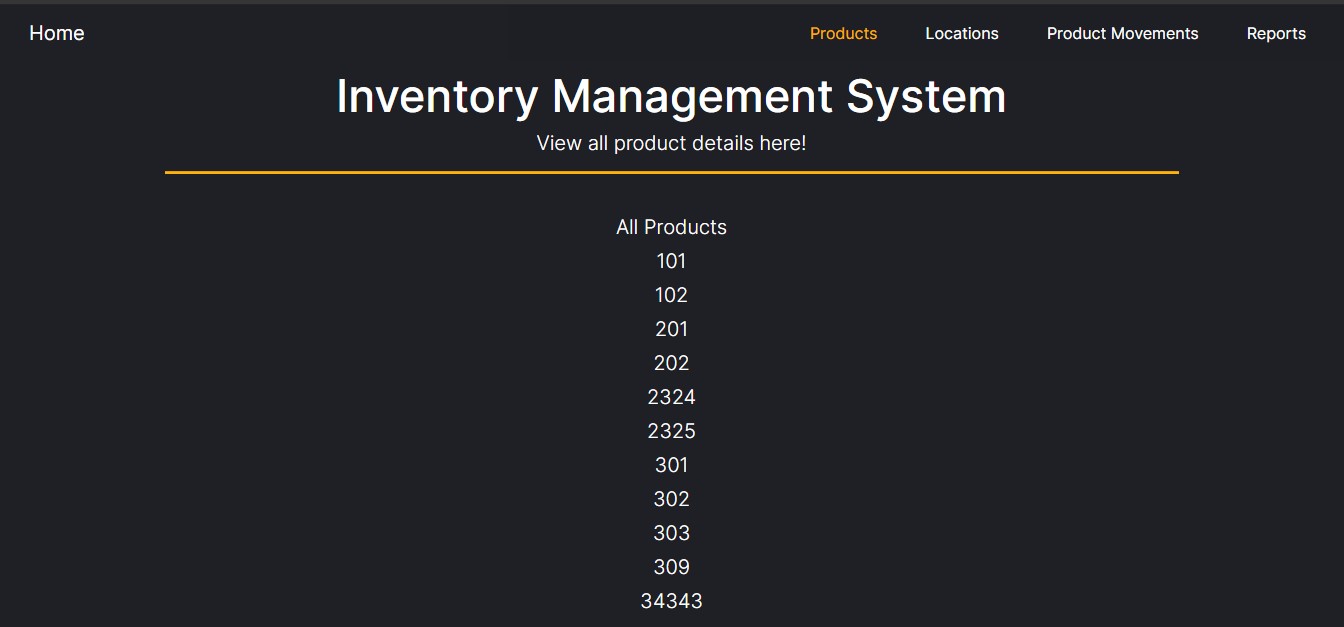 Home Products Locations Product Movements Reports
Inventory Management System
View all product details here!
All Products
101
102
201
202
2324
2325
301
302
303
309
34343